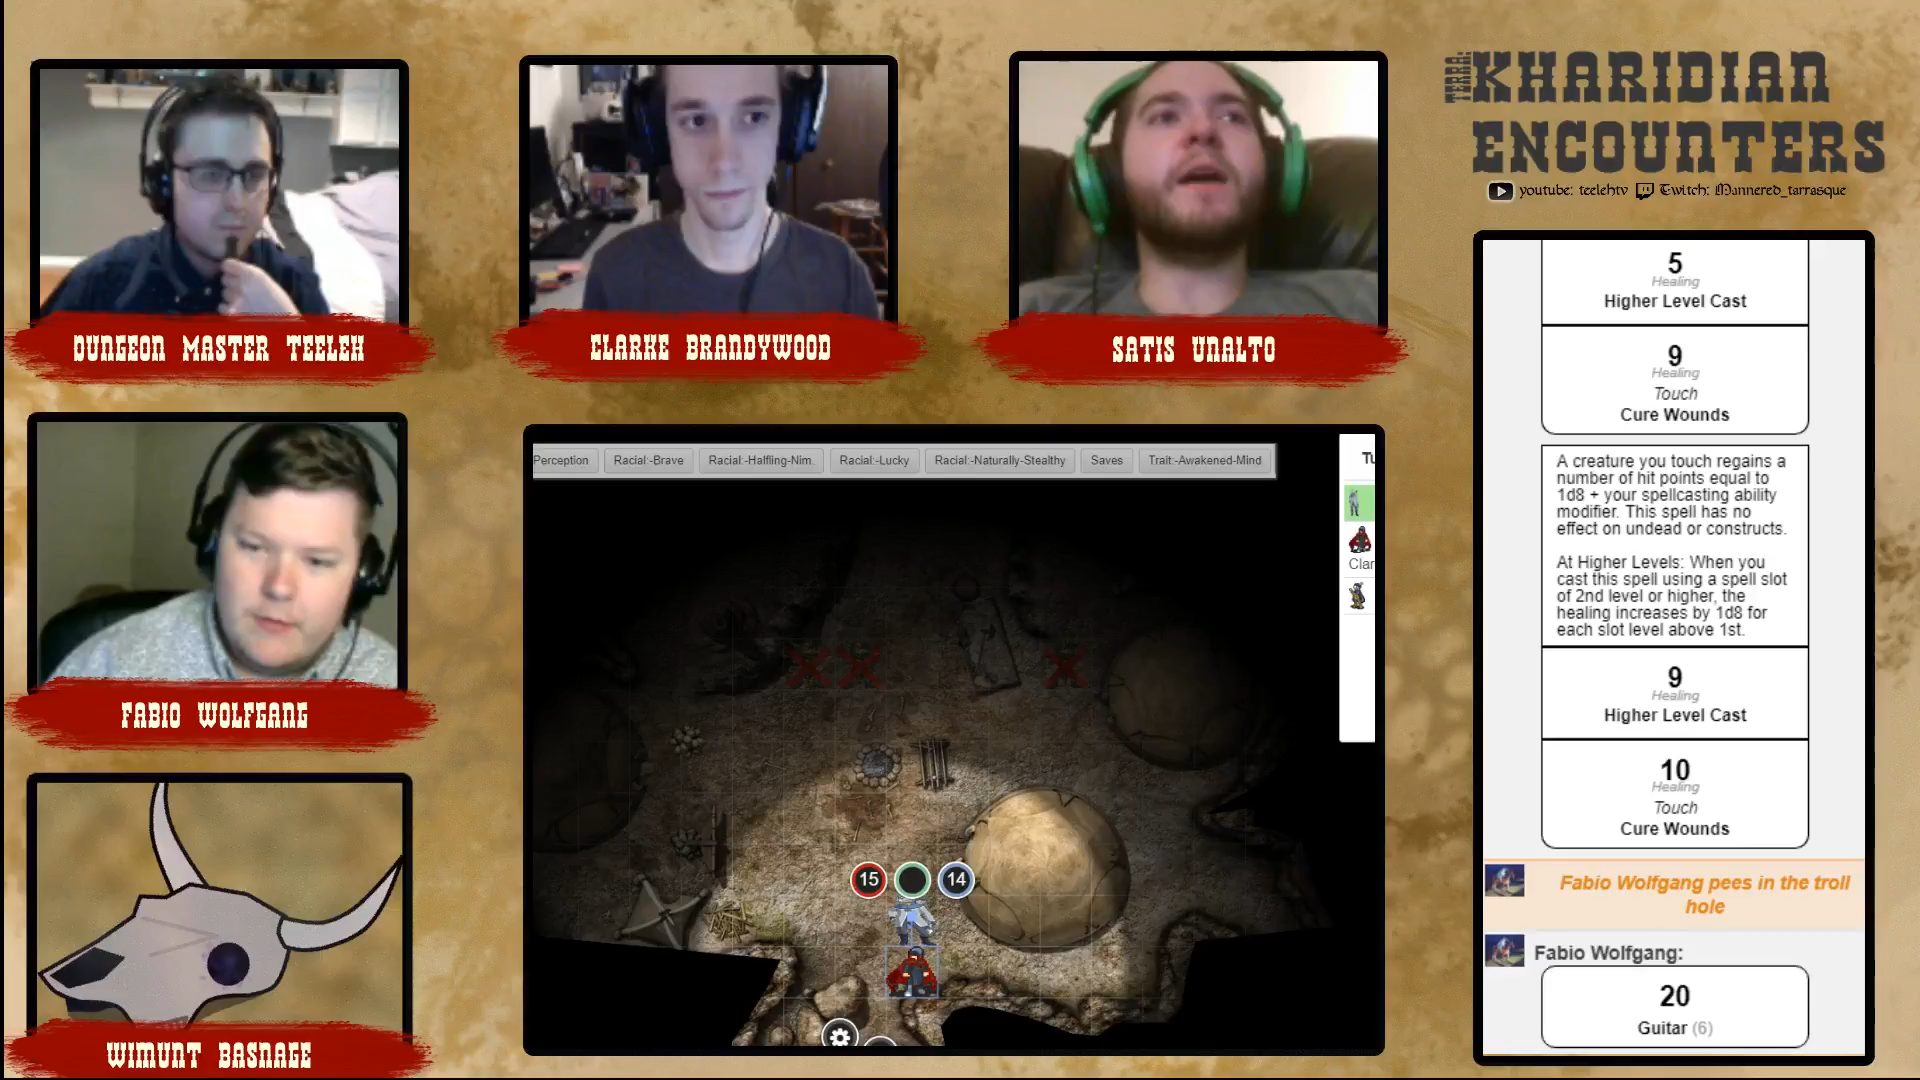 TERRA
KHARIDIAN
ENCOUNTERS
youtube: teelehtv Twitch: Mannered_tarrasque
DUNGEON MASTER TEELEH
CLARKE BRANDYWOOD
SATIS UNALTO
FABIO WOLFGANG
WIMUNT BASNAGE
Perception
Racial:-Brave
Racial:-Halfling-Nim.
Racial:-Lucky
Racial:-Naturally-Stealthy
Saves
Trait:-Awakened-Mind
Tu
Clar
15
14
5
Healing
Higher Level Cast
9
Healing
Touch
Cure Wounds
A creature you touch regains a
number of hit points equal to
1d8 + your spellcasting ability
modifier. This spell has no
effect on undead or constructs.
At Higher Levels: When you
cast this spell using a spell slot
of 2nd level or higher, the
healing increases by 1d8 for
each slot level above 1st.
9
Healing
Higher Level Cast
10
Healing
Touch
Cure Wounds
Fabio Wolfgang pees in the troll
hole
Fabio Wolfgang:
20
Guitar (6)